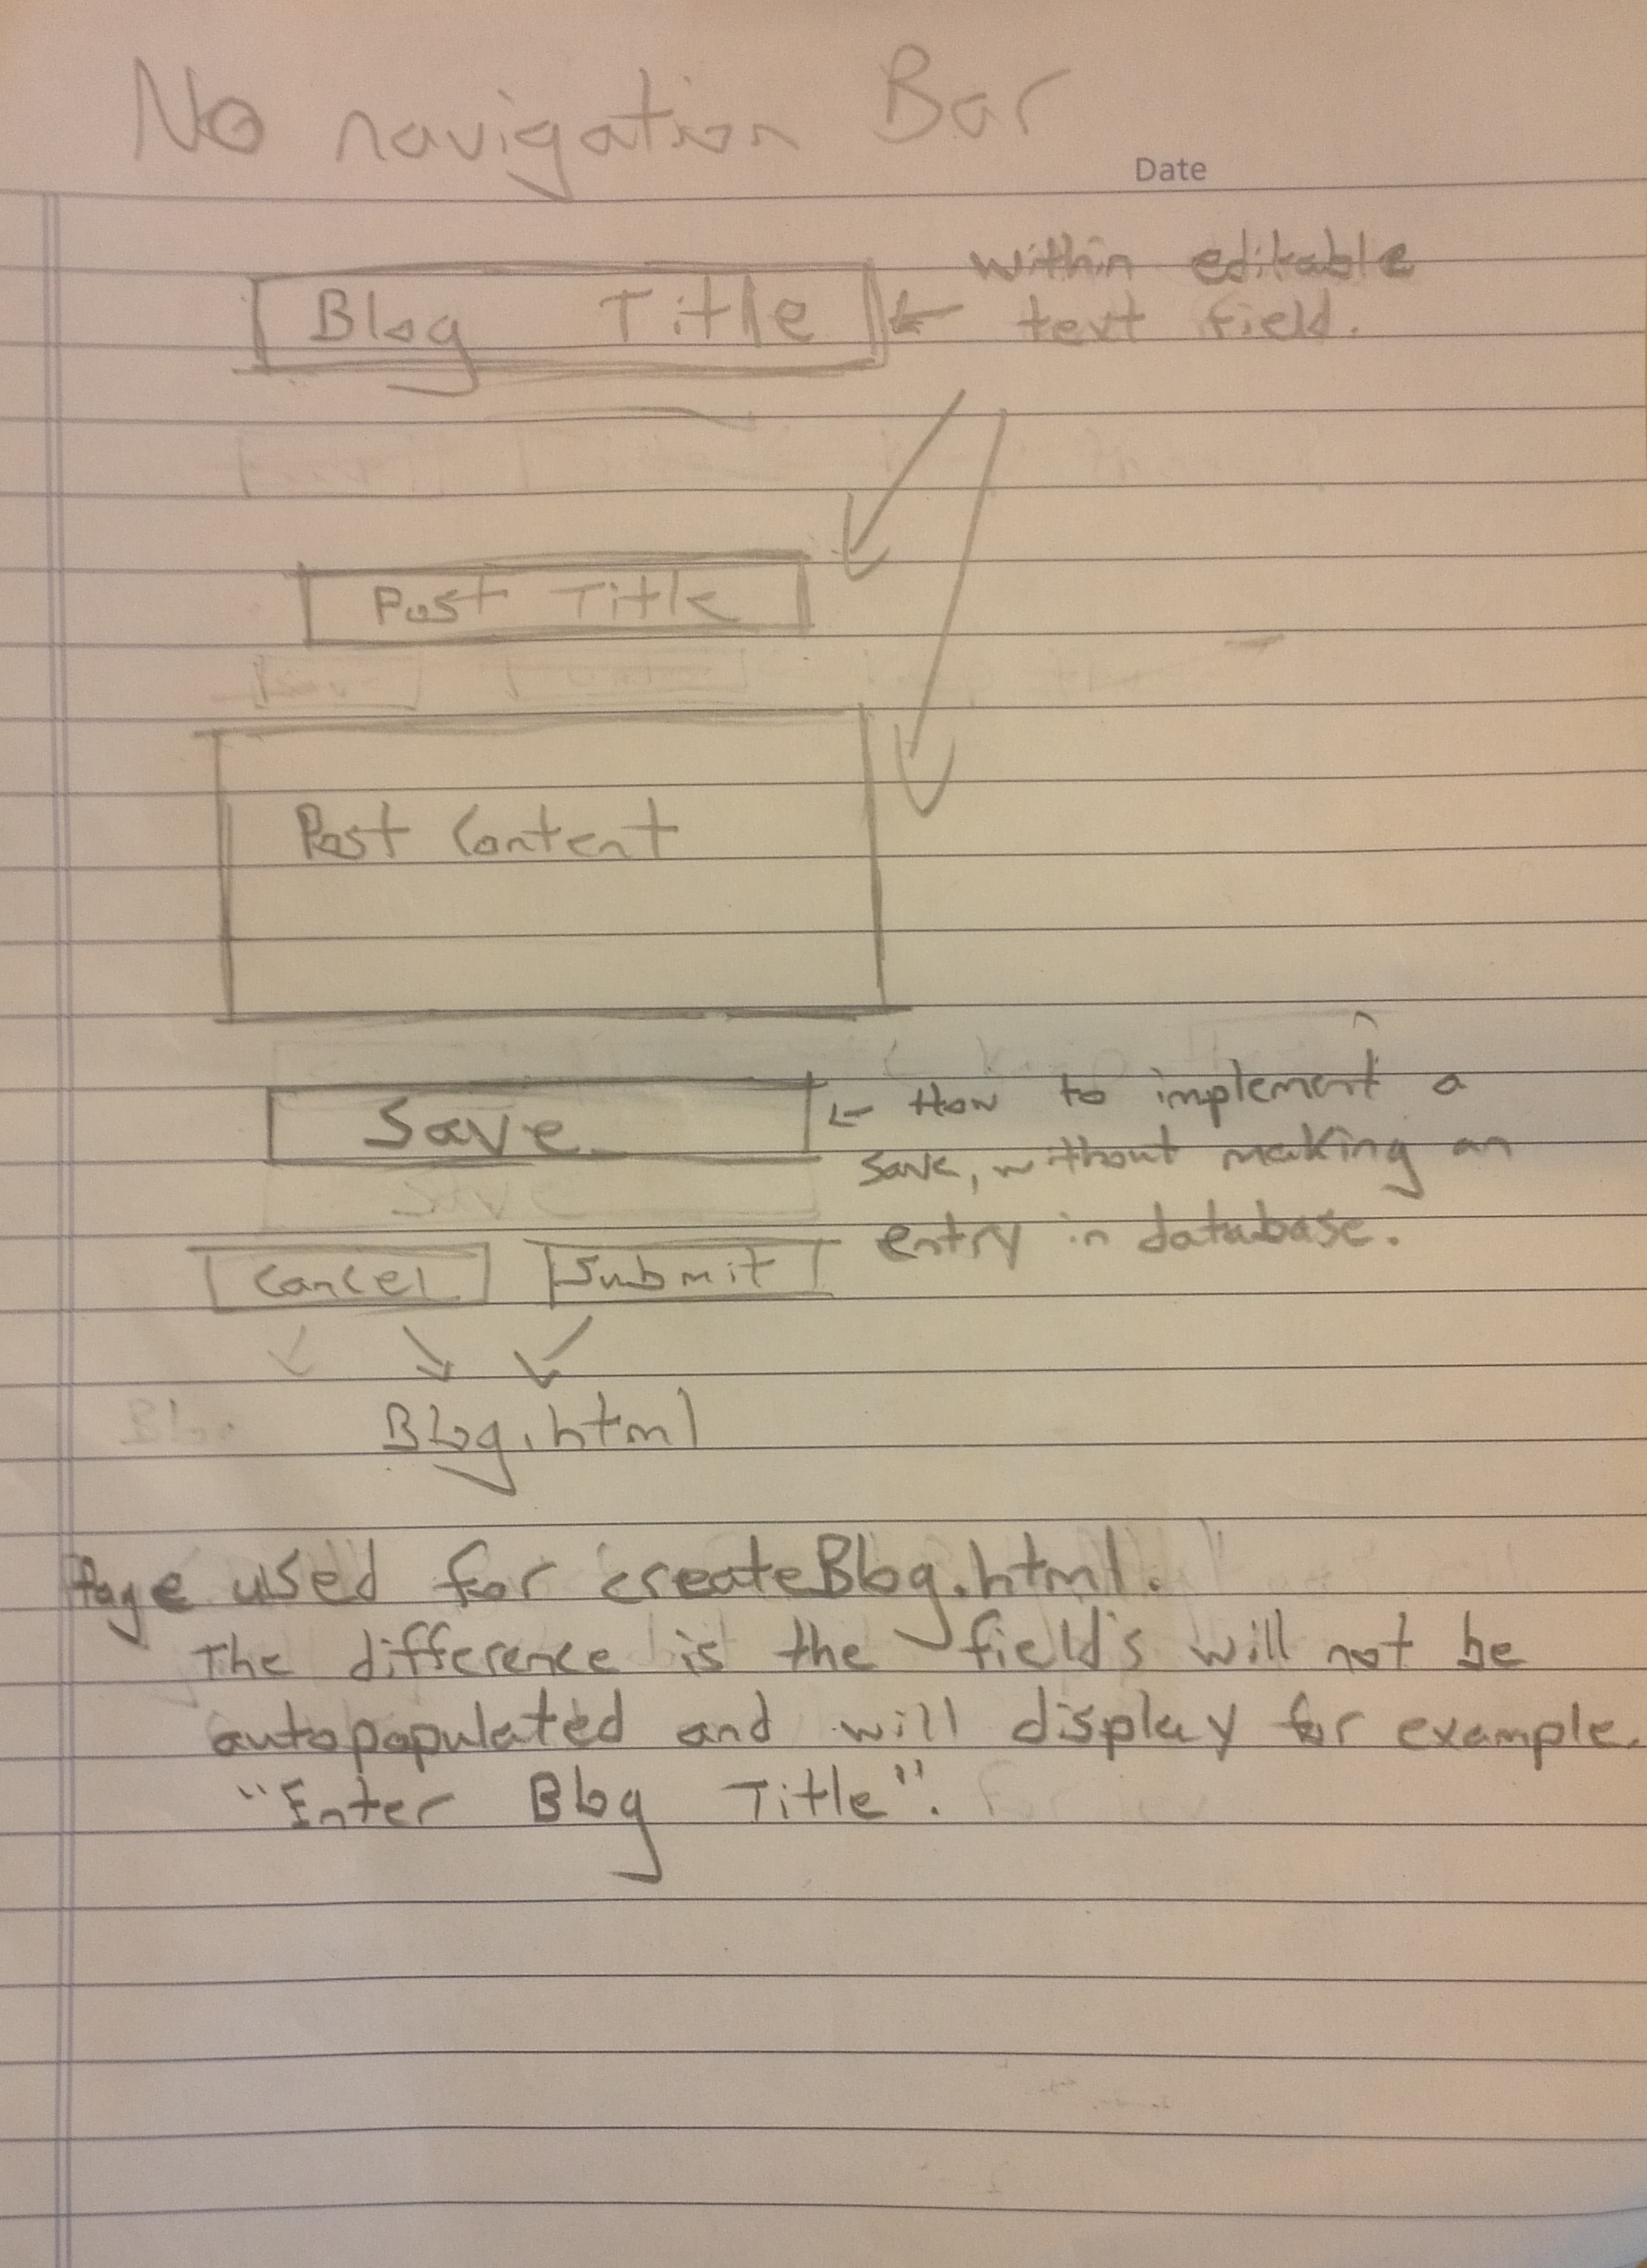 No navigation Bar
Date
within editable
Blog Title ← text field.
Post Title
Post Content
Save ← How to implement a
save, without making an
entry in database.
Cancel Submit
Blog.html
Page used for createBlog.html.
The difference is the fields will not be
autopopulated and will display for example.
"Enter Blog Title".